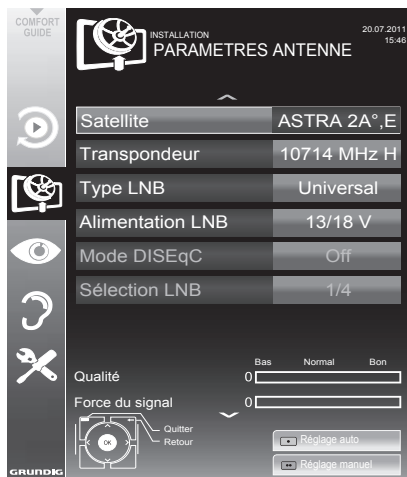 COMFORT
GUIDE
INSTALLATION
PARAMETRES ANTENNE
20.07.2011
15:46
Satellite ASTRA 2A°,E
Transpondeur 10714 MHz H
Type LNB Universal
Alimentation LNB 13/18 V
Mode DISEqC Off
Sélection LNB 1/4
Bas Normal Bon
Qualité 0
Force du signal 0
Quitter
Retour
OK
Réglage auto
Réglage manuel
GRUNDIG